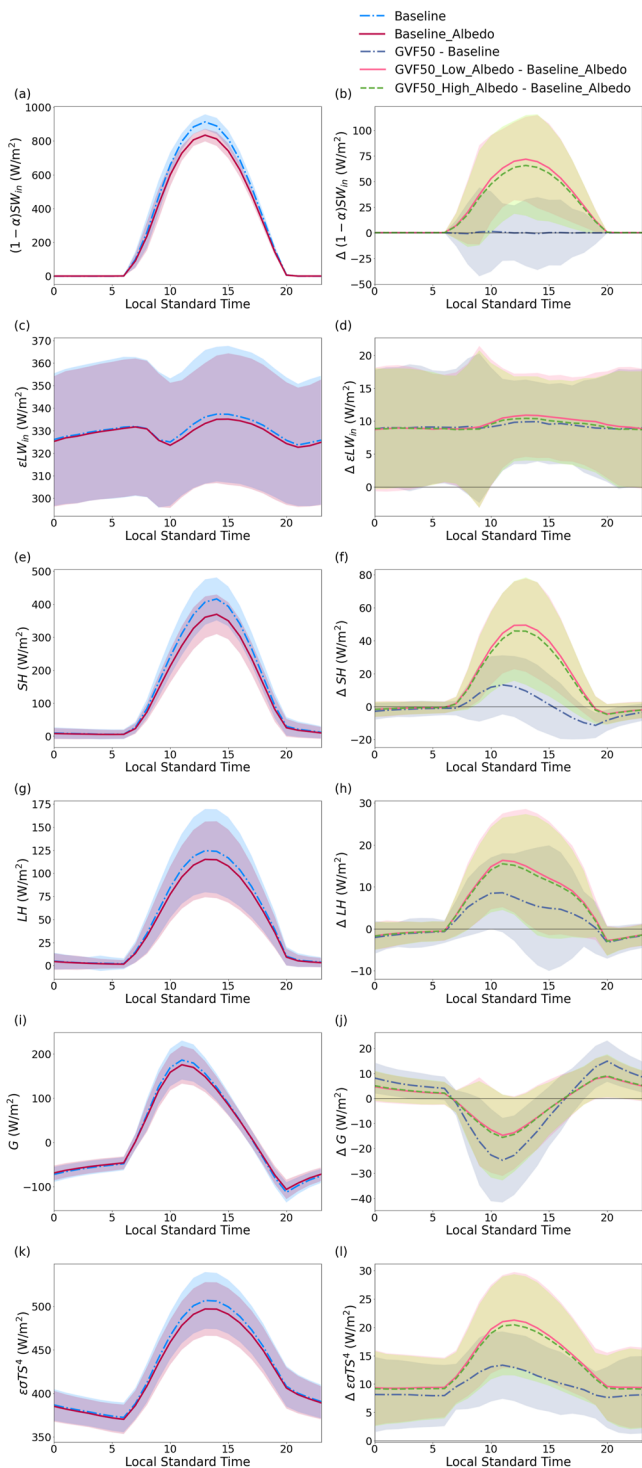 Baseline
Baseline_Albedo
GVF50 - Baseline
GVF50_Low_Albedo - Baseline_Albedo
GVF50_High_Albedo - Baseline_Albedo
(a)
(1 − α)SW_in (W/m²)
1000
800
600
400
200
0
0 5 10 15 20
Local Standard Time
(b)
Δ (1 − α)SW_in (W/m²)
100
75
50
25
0
−25
−50
0 5 10 15 20
Local Standard Time
(c)
εLW_in (W/m²)
370
360
350
340
330
320
310
300
0 5 10 15 20
Local Standard Time
(d)
Δ εLW_in (W/m²)
20
15
10
5
0
0 5 10 15 20
Local Standard Time
(e)
SH (W/m²)
500
400
300
200
100
0
0 5 10 15 20
Local Standard Time
(f)
Δ SH (W/m²)
80
60
40
20
0
−20
0 5 10 15 20
Local Standard Time
(g)
LH (W/m²)
175
150
125
100
75
50
25
0
0 5 10 15 20
Local Standard Time
(h)
Δ LH (W/m²)
30
20
10
0
−10
0 5 10 15 20
Local Standard Time
(i)
G (W/m²)
200
100
0
−100
0 5 10 15 20
Local Standard Time
(j)
Δ G (W/m²)
20
10
0
−10
−20
−30
−40
0 5 10 15 20
Local Standard Time
(k)
εσTS⁴ (W/m²)
500
450
400
350
0 5 10 15 20
Local Standard Time
(l)
Δ εσTS⁴ (W/m²)
30
25
20
15
10
5
0
0 5 10 15 20
Local Standard Time